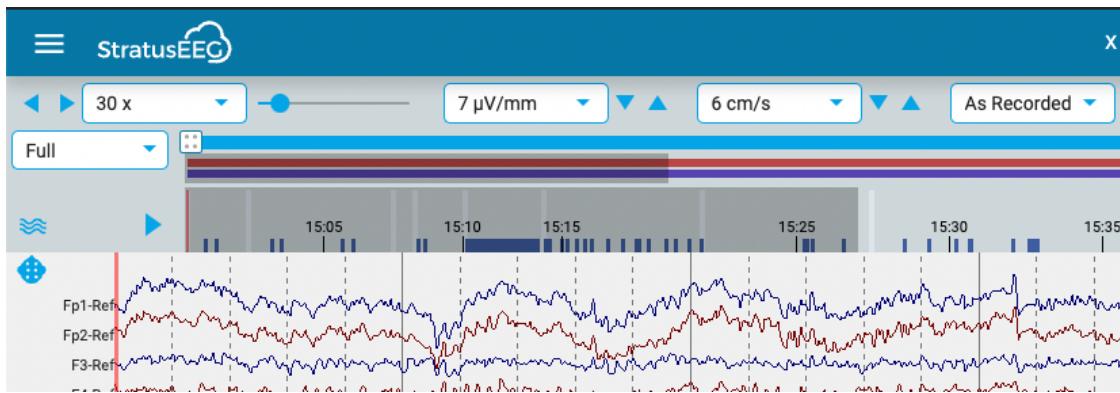 StratusEEG
X
30 x
7 µV/mm
6 cm/s
As Recorded
Full
15:05
15:10
15:15
15:25
15:30
15:35
Fp1-Ref
Fp2-Ref
F3-Ref